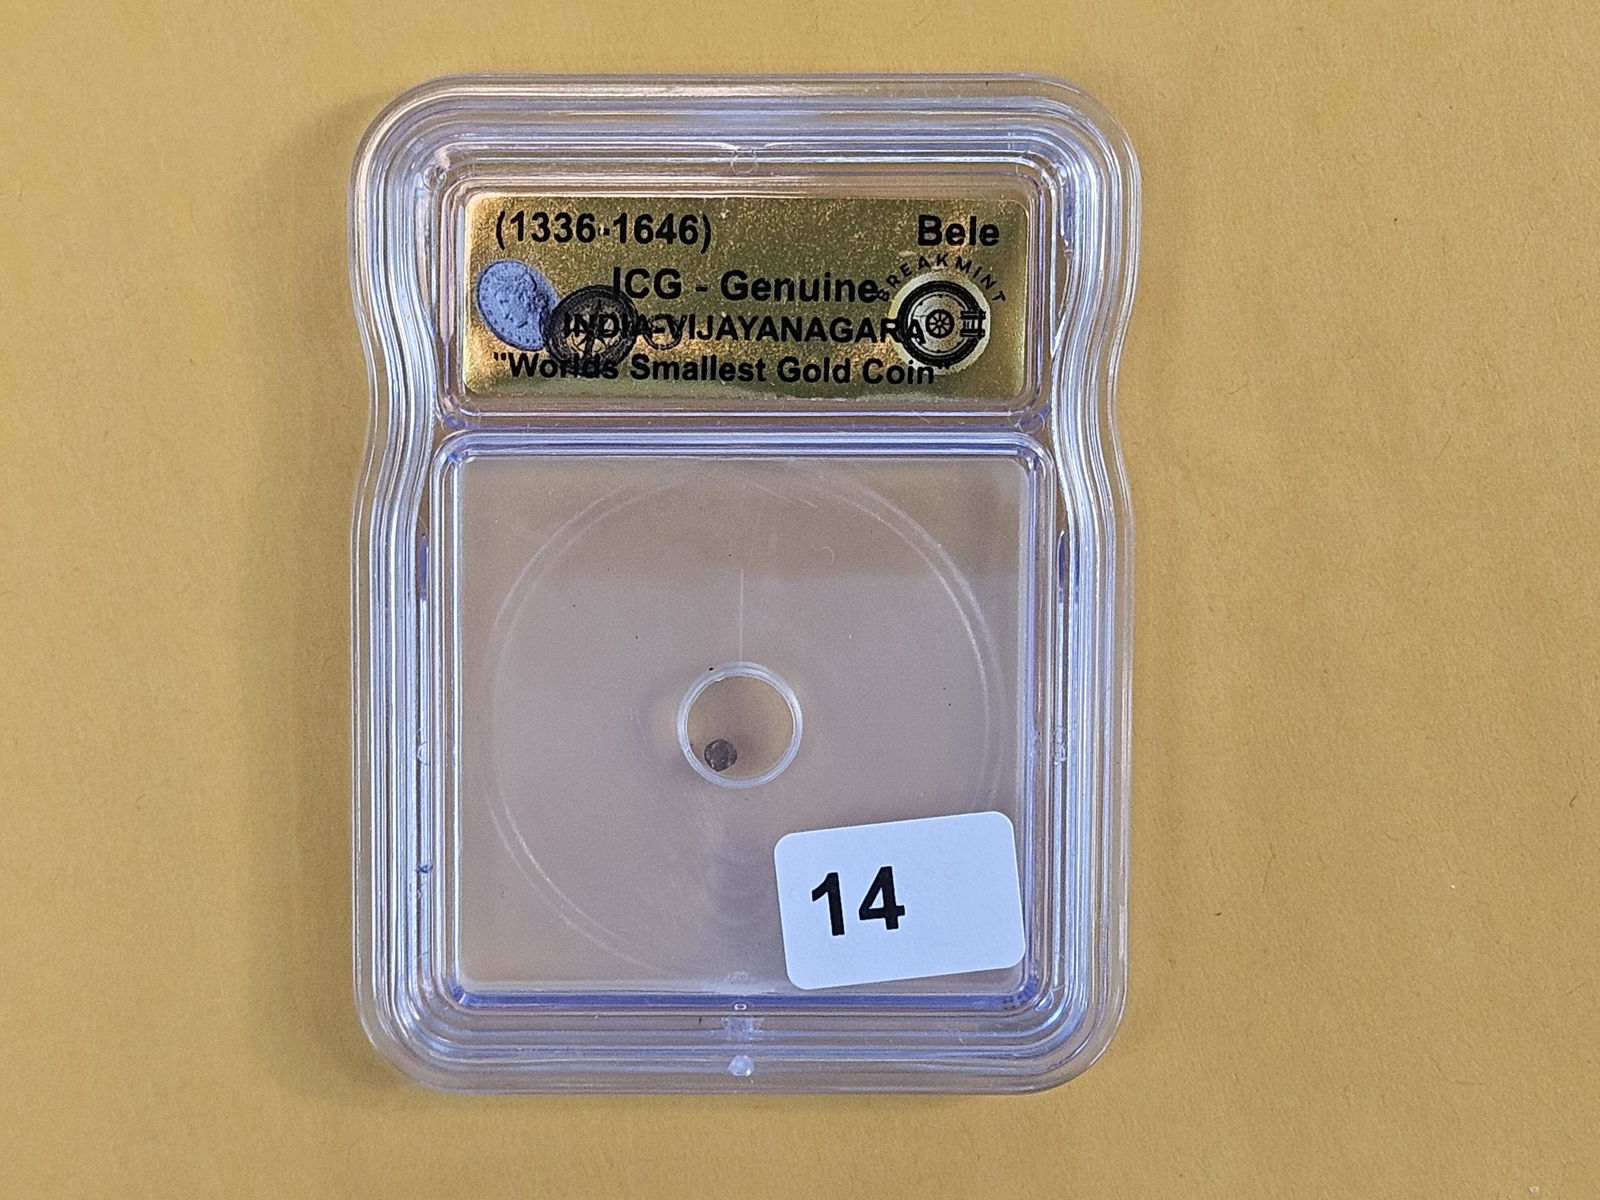 (1336-1646) Bele
ICG - Genuine
BREAKMINT
INDIA-VIJAYANAGARA
"Worlds Smallest Gold Coin"
14